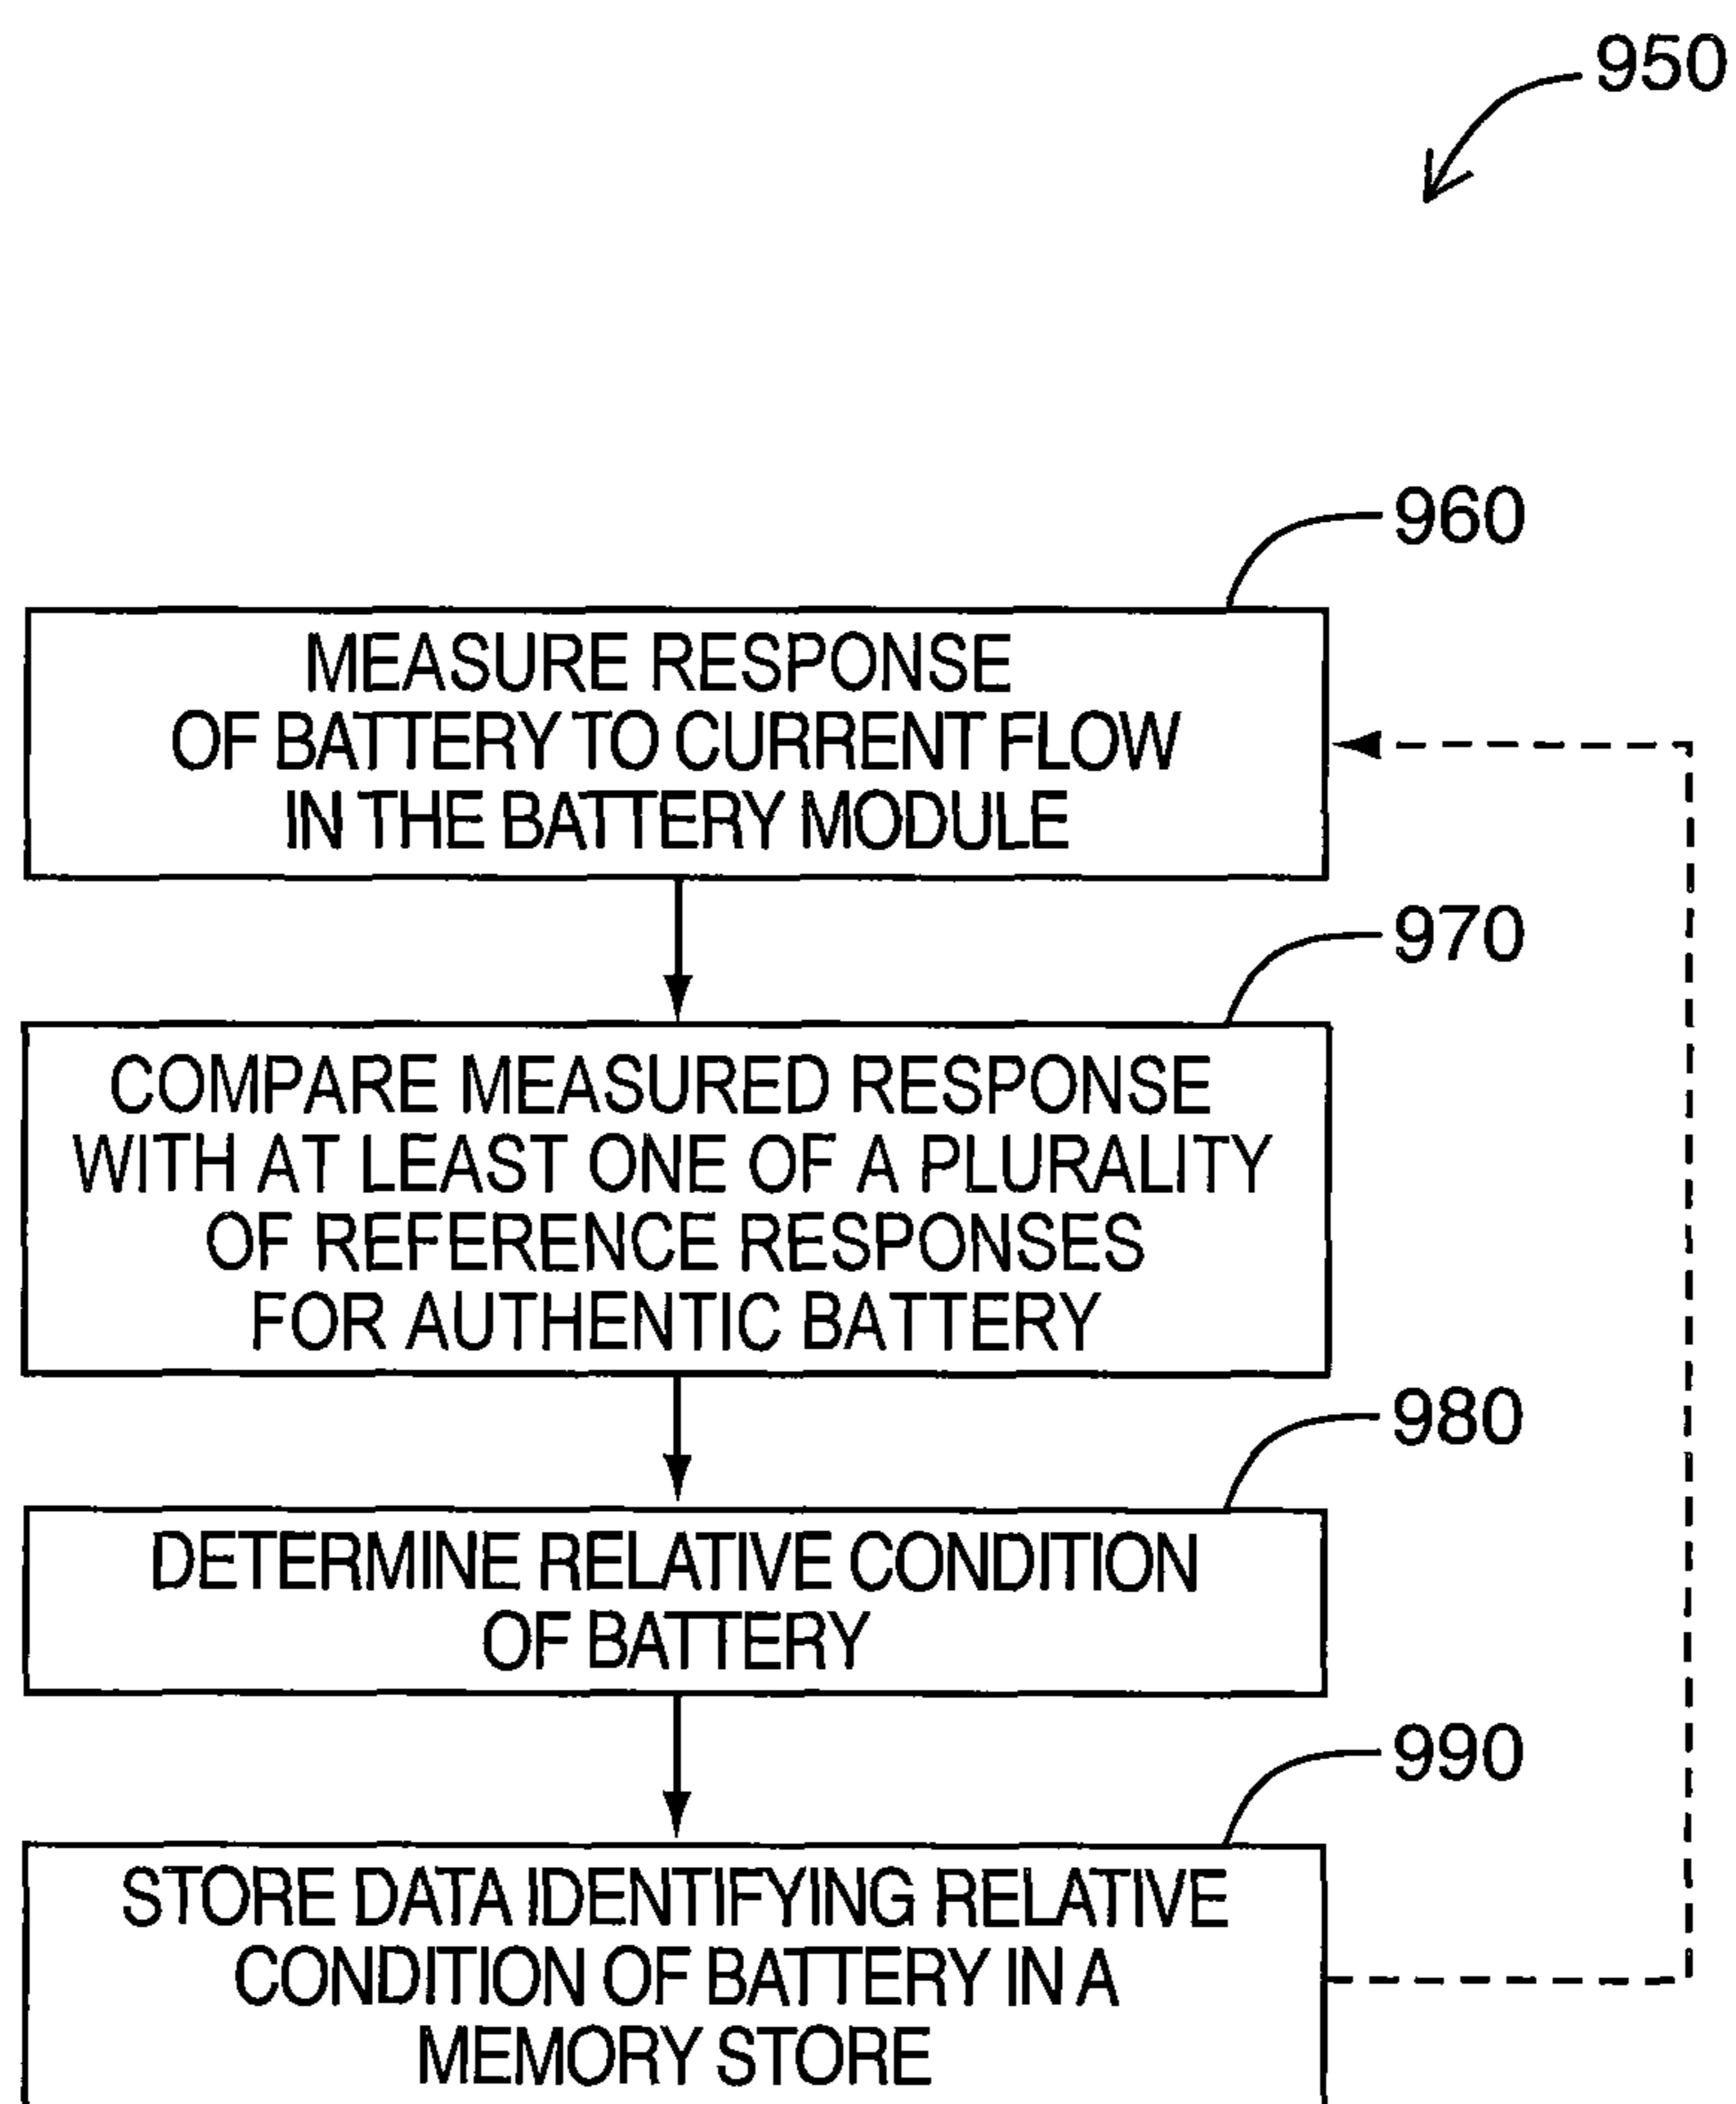 950
960
MEASURE RESPONSE
OF BATTERY TO CURRENT FLOW
IN THE BATTERY MODULE
970
COMPARE MEASURED RESPONSE
WITH AT LEAST ONE OF A PLURALITY
OF REFERENCE RESPONSES
FOR AUTHENTIC BATTERY
980
DETERMINE RELATIVE CONDITION
OF BATTERY
990
STORE DATA IDENTIFYING RELATIVE
CONDITION OF BATTERY IN A
MEMORY STORE